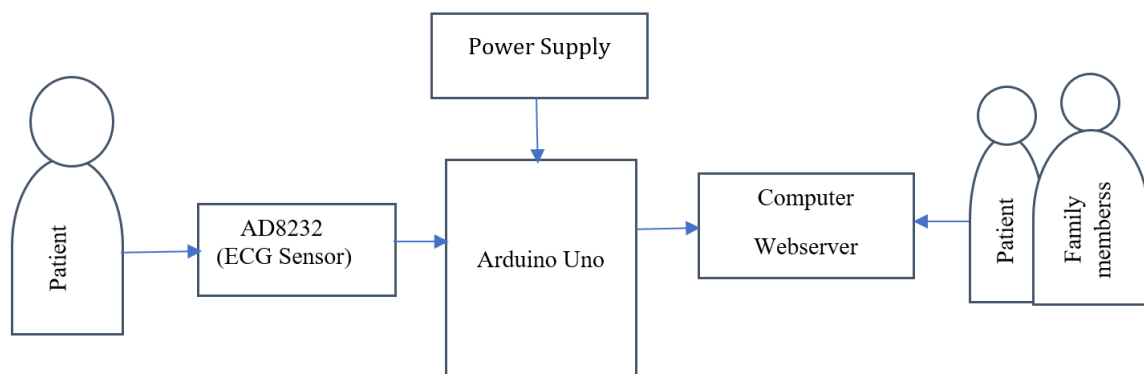 Power Supply
Patient
AD8232
(ECG Sensor)
Arduino Uno
Computer
Webserver
Patient
Family
memberss